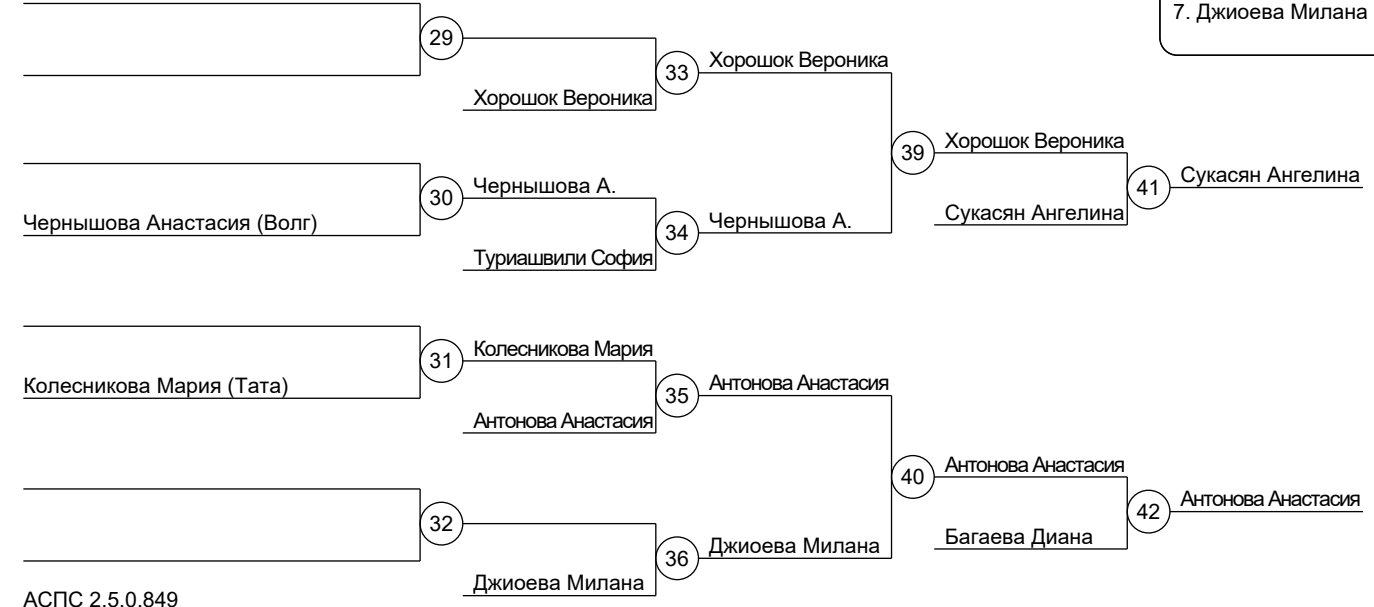 7. Джиоева Милана
29
33
Хорошок Вероника
Хорошок Вероника
39
Хорошок Вероника
41
Сукасян Ангелина
Сукасян Ангелина
30
Чернышова А.
Чернышова Анастасия (Волг)
34
Чернышова А.
Туриашвили София
31
Колесникова Мария
Колесникова Мария (Тата)
35
Антонова Анастасия
Антонова Анастасия
40
Антонова Анастасия
42
Антонова Анастасия
Багаева Диана
32
36
Джиоева Милана
Джиоева Милана
АСПС 2.5.0.849